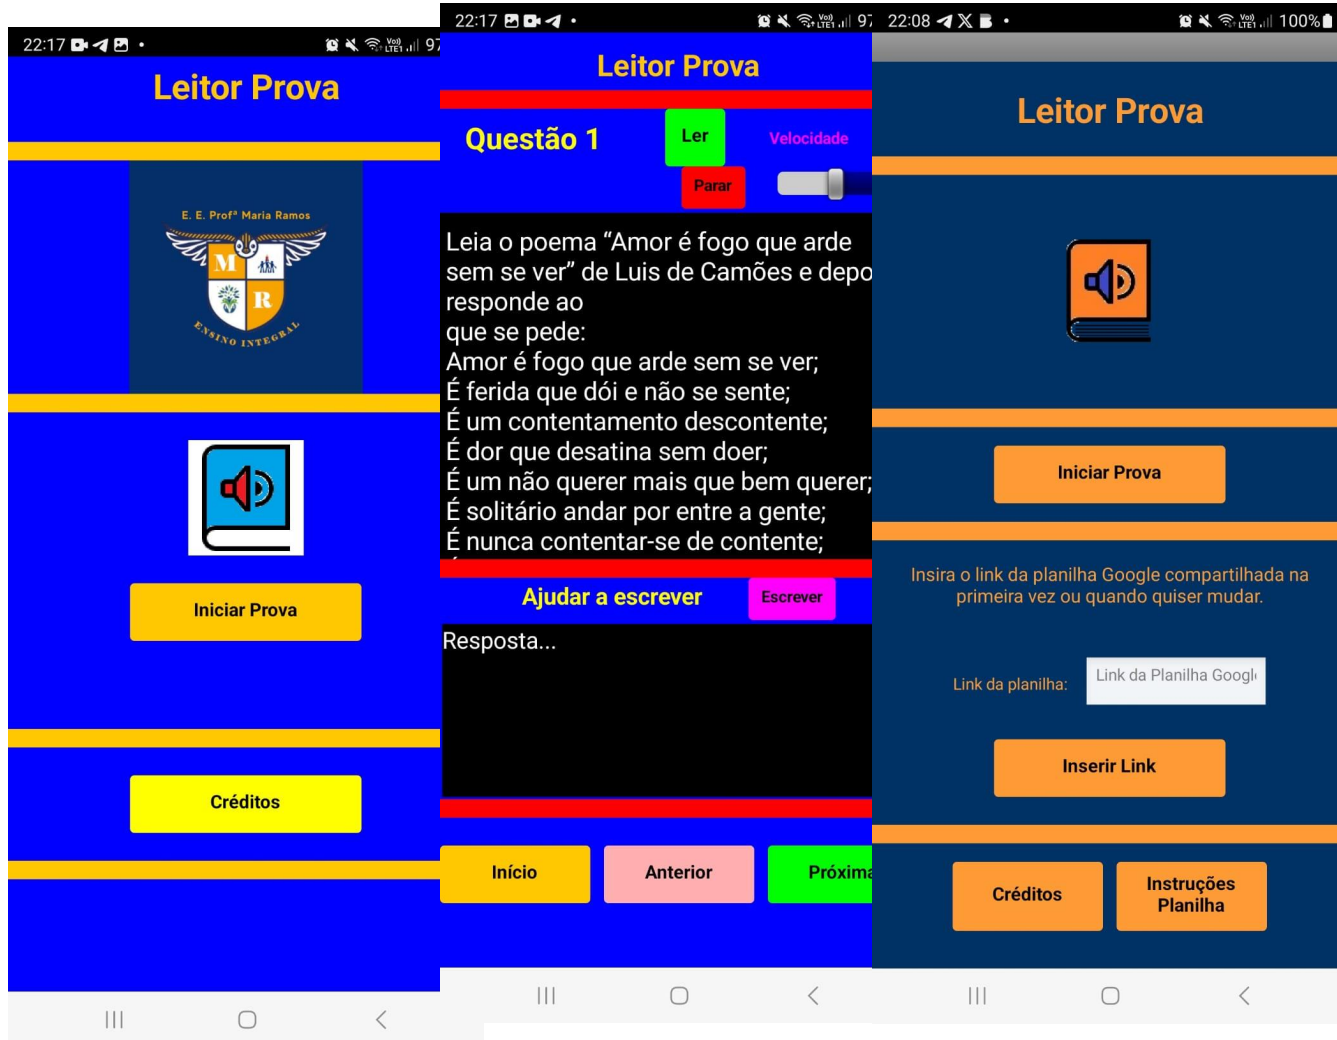 22:17
97
Leitor Prova
E. E. Profª Maria Ramos
M
R
ENSINO INTEGRAL
Iniciar Prova
Créditos
22:17
Vo))
LTE1
97
Leitor Prova
Questão 1
Ler
Velocidade
Parar
Leia o poema “Amor é fogo que arde
sem se ver” de Luis de Camões e depo
responde ao
que se pede:
Amor é fogo que arde sem se ver;
É ferida que dói e não se sente;
É um contentamento descontente;
É dor que desatina sem doer;
É um não querer mais que bem querer;
É solitário andar por entre a gente;
É nunca contentar-se de contente;
Ajudar a escrever
Escrever
Resposta...
Início
Anterior
Próxima
22:08
Vo))
LTE1
100%
Leitor Prova
Iniciar Prova
Insira o link da planilha Google compartilhada na
primeira vez ou quando quiser mudar.
Link da planilha:
Link da Planilha Googl
Inserir Link
Créditos
Instruções
Planilha